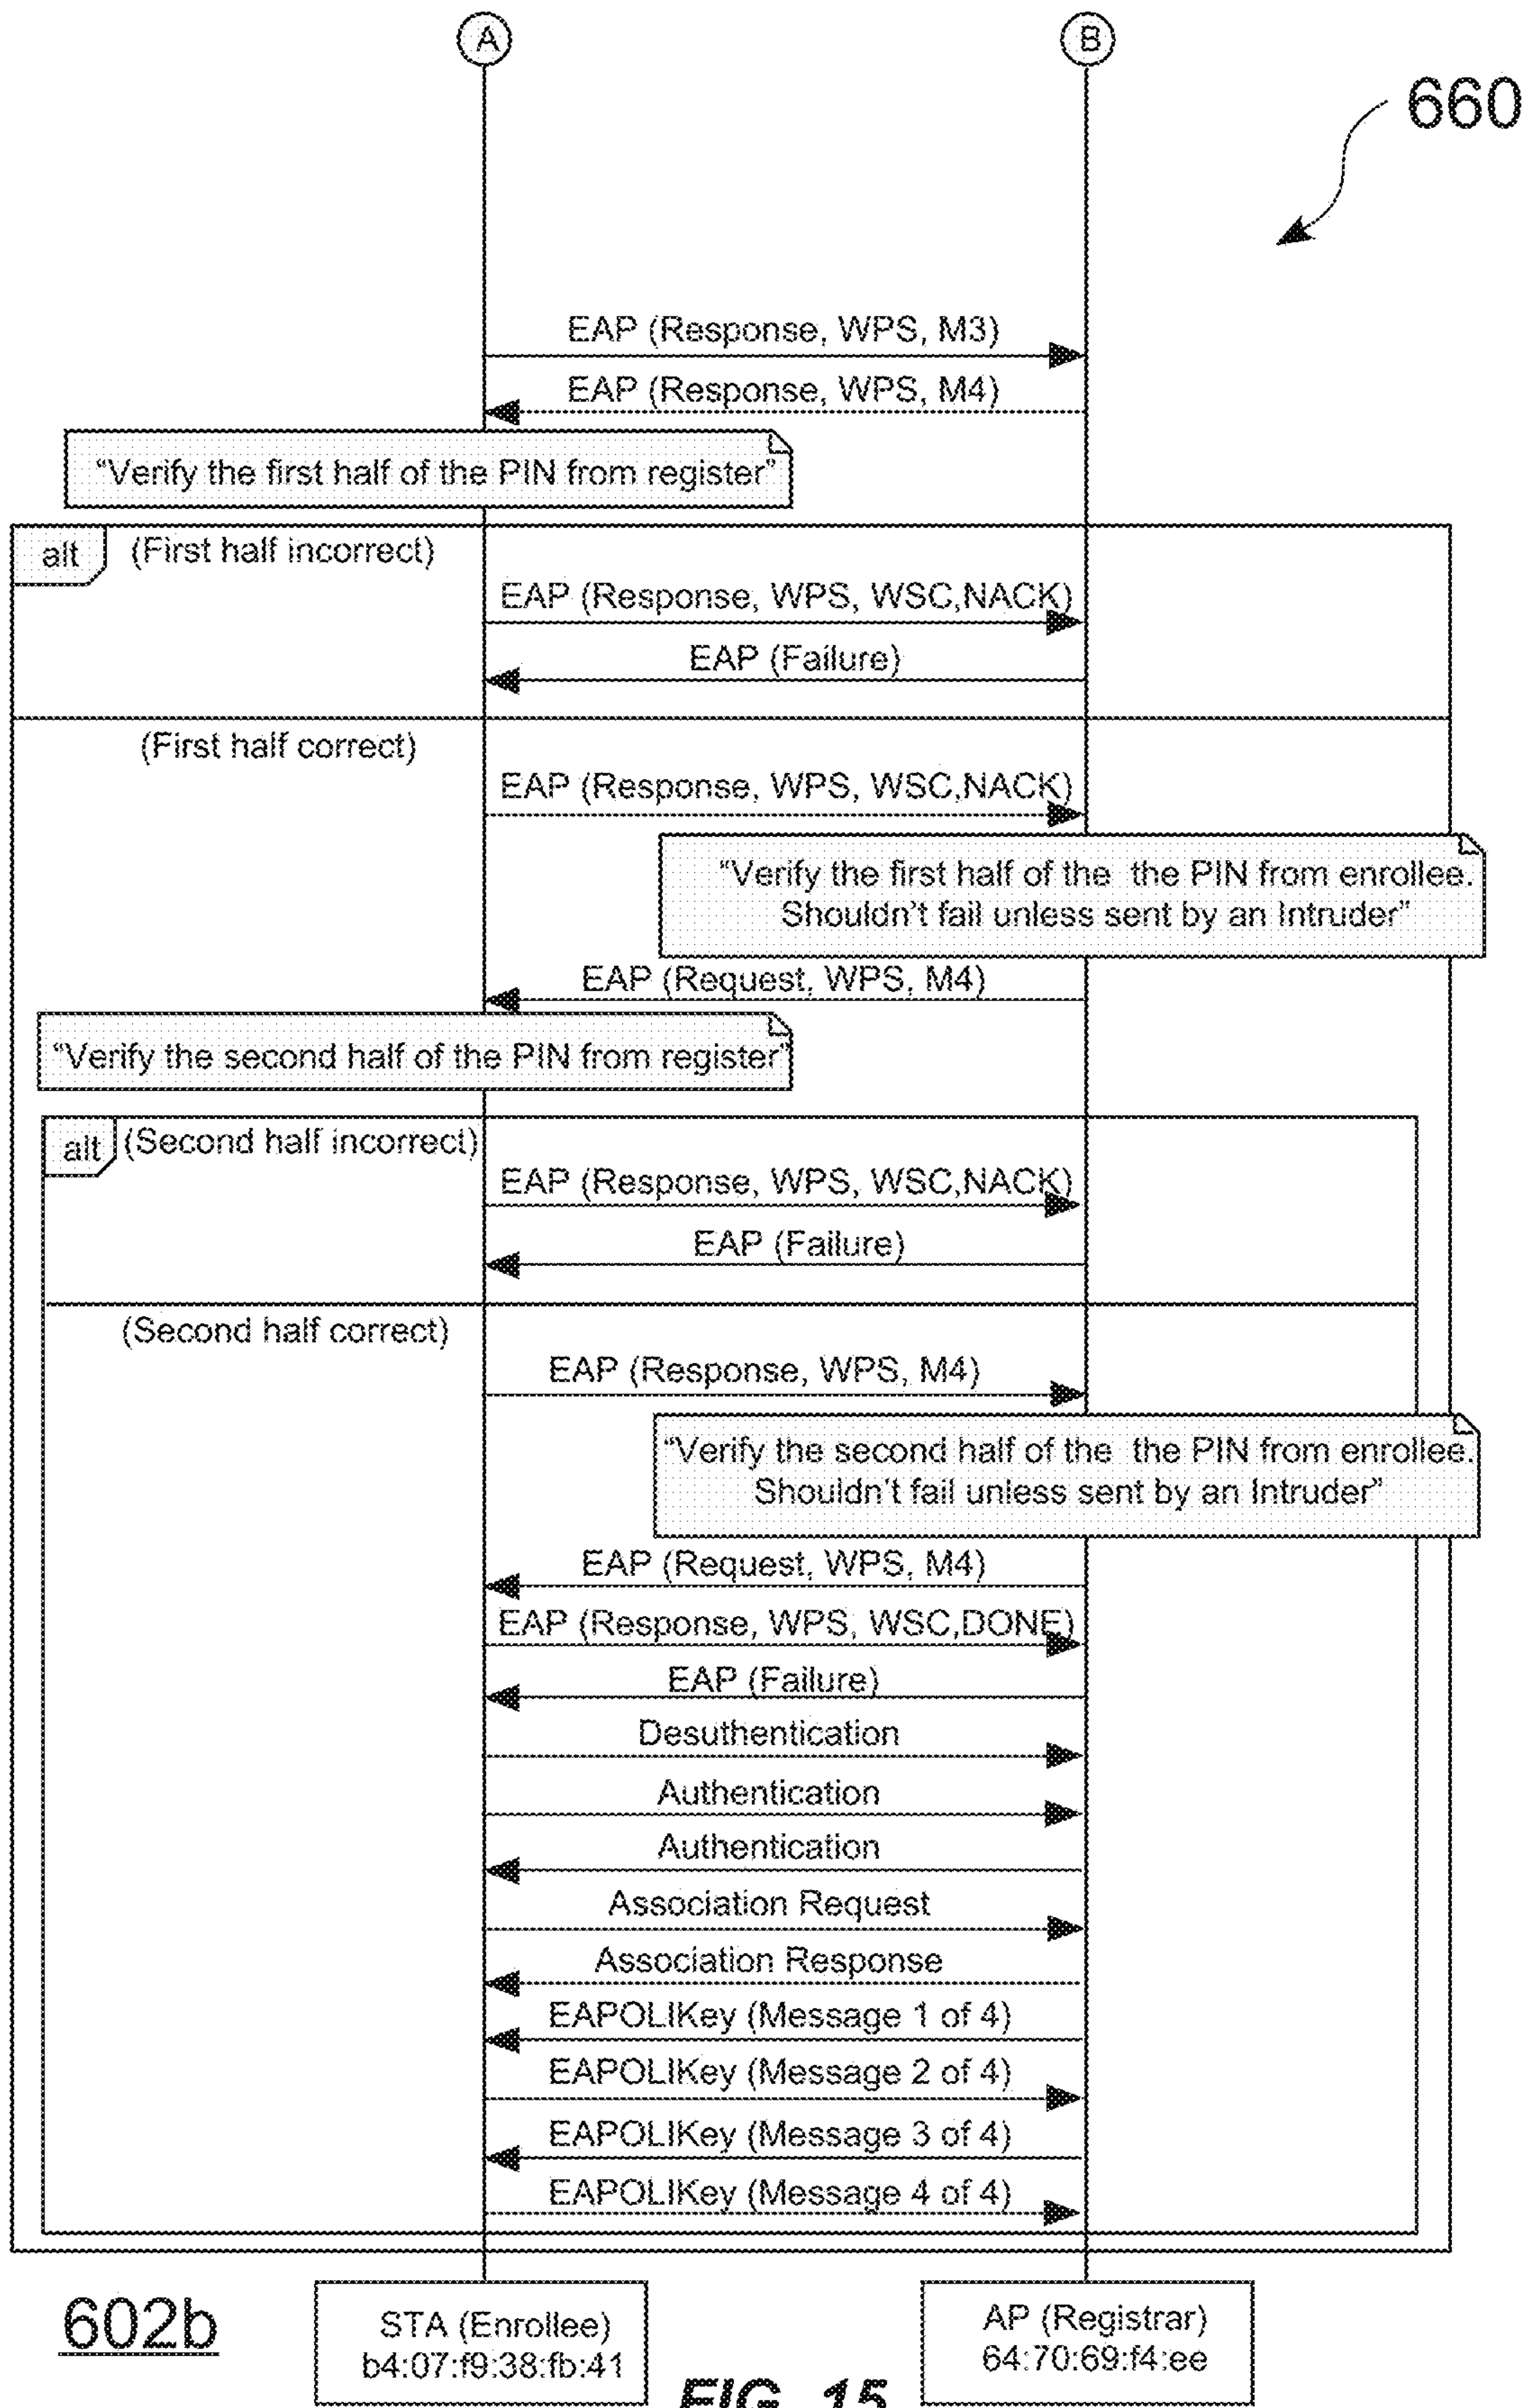 A
B
660
EAP (Response, WPS, M3)
EAP (Response, WPS, M4)
"Verify the first half of the PIN from register"
alt
(First half incorrect)
EAP (Response, WPS, WSC,NACK)
EAP (Failure)
(First half correct)
EAP (Response, WPS, WSC,NACK)
"Verify the first half of the the PIN from enrollee.
Shouldn't fail unless sent by an Intruder"
EAP (Request, WPS, M4)
"Verify the second half of the PIN from register"
alt
(Second half incorrect)
EAP (Response, WPS, WSC,NACK)
EAP (Failure)
(Second half correct)
EAP (Response, WPS, M4)
"Verify the second half of the the PIN from enrollee.
Shouldn't fail unless sent by an Intruder"
EAP (Request, WPS, M4)
EAP (Response, WPS, WSC,DONE)
EAP (Failure)
Desuthentication
Authentication
Authentication
Association Request
Association Response
EAPOLIKey (Message 1 of 4)
EAPOLIKey (Message 2 of 4)
EAPOLIKey (Message 3 of 4)
EAPOLIKey (Message 4 of 4)
602b
STA (Enrollee)
b4:07:f9:38:fb:41
AP (Registrar)
64:70:69:f4:ee
FIG. 15